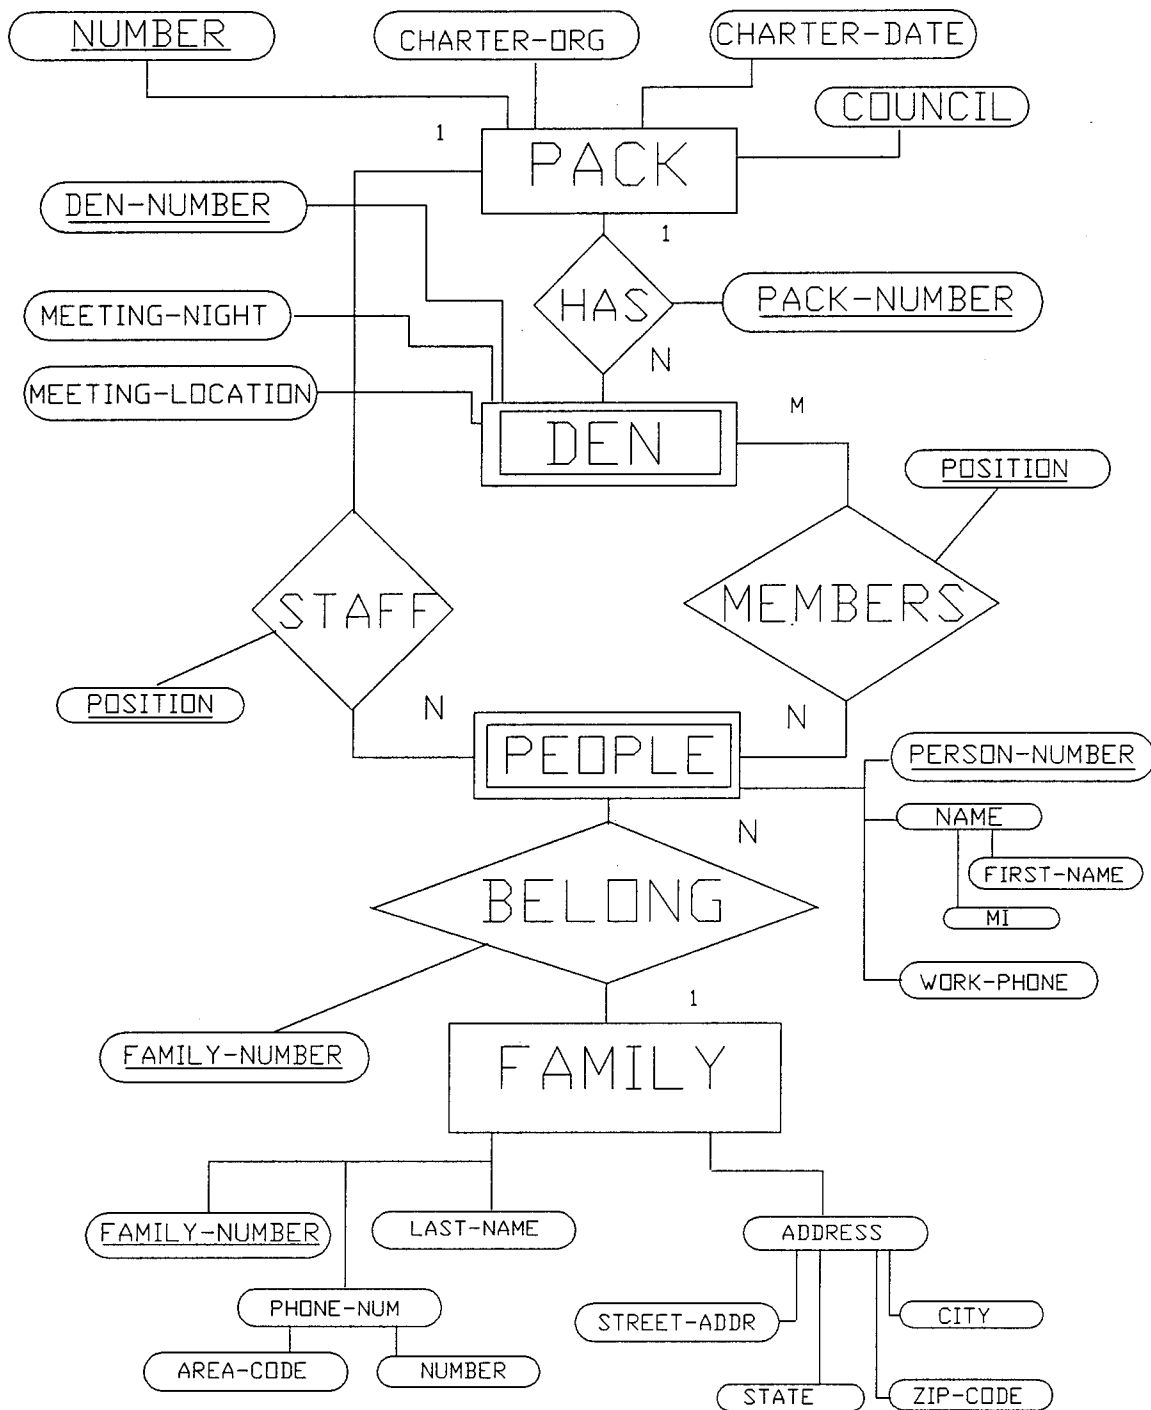 NUMBER
CHARTER-ORG
CHARTER-DATE
COUNCIL
1
PACK
DEN-NUMBER
1
HAS
PACK-NUMBER
MEETING-NIGHT
N
MEETING-LOCATION
M
DEN
POSITION
STAFF
MEMBERS
POSITION
N
N
PEOPLE
PERSON-NUMBER
NAME
N
FIRST-NAME
BELONG
MI
WORK-PHONE
1
FAMILY-NUMBER
FAMILY
FAMILY-NUMBER
LAST-NAME
ADDRESS
PHONE-NUM
STREET-ADDR
CITY
AREA-CODE
NUMBER
STATE
ZIP-CODE